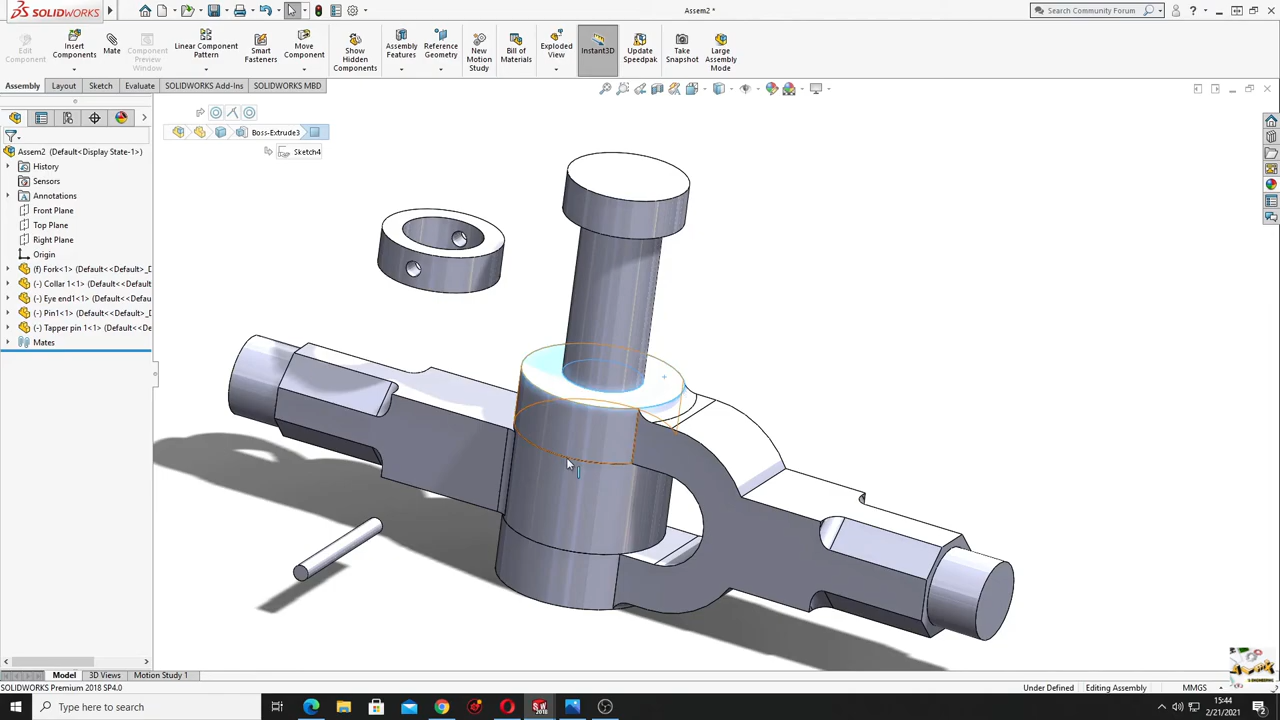 SOLIDWORKS
Assem2 *
Search Community Forum
Edit Component
Insert Components
Mate
Component Preview Window
Linear Component Pattern
Smart Fasteners
Move Component
Show Hidden Components
Assembly Features
Reference Geometry
New Motion Study
Bill of Materials
Exploded View
Instant3D
Update Speedpak
Take Snapshot
Large Assembly Mode
Assembly Layout Sketch Evaluate SOLIDWORKS Add-Ins SOLIDWORKS MBD
Boss-Extrude3
Sketch4
Assem2 (Default<Display State-1>)
History
Sensors
Annotations
Front Plane
Top Plane
Right Plane
Origin
(f) Fork<1> (Default<<Default>_D
(-) Collar 1<1> (Default<<Default>
(-) Eye end1<1> (Default<<Default
(-) Pin1<1> (Default<<Default>_D
(-) Tapper pin 1<1> (Default<<Def
Mates
Model 3D Views Motion Study 1
SOLIDWORKS Premium 2018 SP4.0
Under Defined Editing Assembly MMGS
Type here to search
15:44
2/21/2021